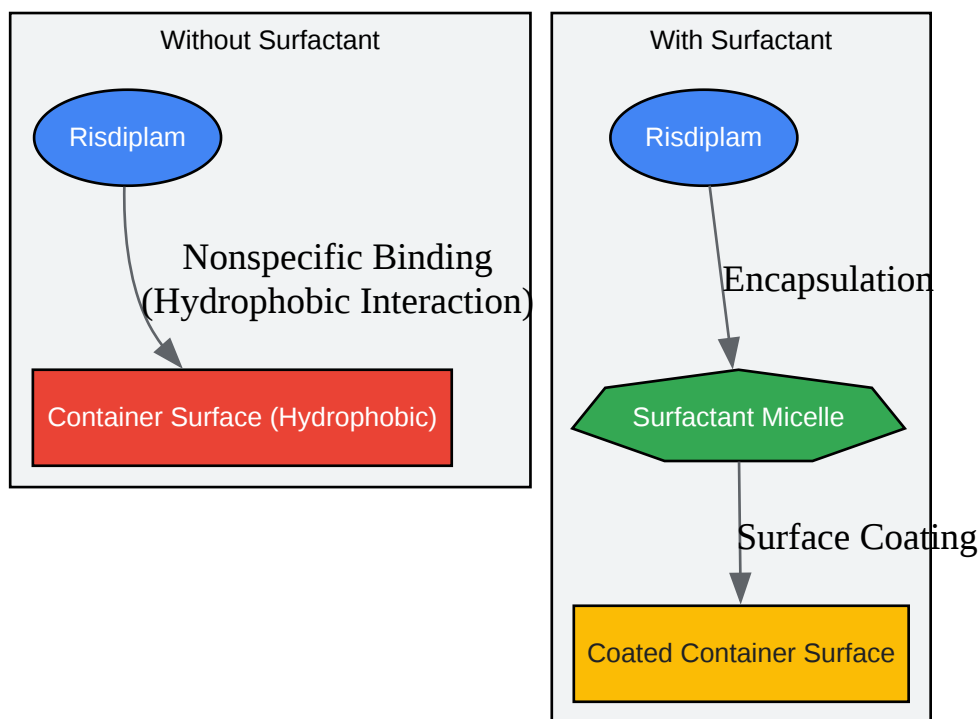 Without Surfactant
Risdiplam
Nonspecific Binding
(Hydrophobic Interaction)
Container Surface (Hydrophobic)
With Surfactant
Risdiplam
Encapsulation
Surfactant Micelle
Surface Coating
Coated Container Surface